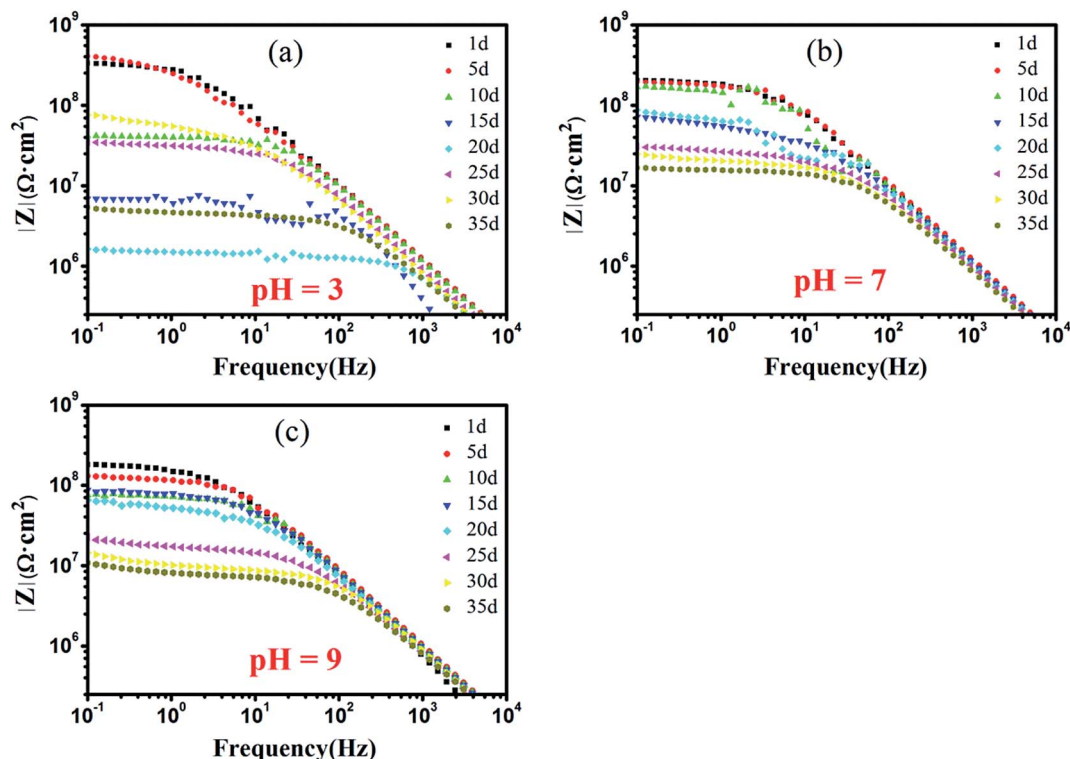 (a)
10⁹
10⁸
10⁷
10⁶
|Z|(Ω·cm²)
1d
5d
10d
15d
20d
25d
30d
35d
pH = 3
10⁻¹ 10⁰ 10¹ 10² 10³ 10⁴
Frequency(Hz)
(b)
10⁹
10⁸
10⁷
10⁶
|Z|(Ω·cm²)
1d
5d
10d
15d
20d
25d
30d
35d
pH = 7
10⁻¹ 10⁰ 10¹ 10² 10³ 10⁴
Frequency(Hz)
(c)
10⁹
10⁸
10⁷
10⁶
|Z|(Ω·cm²)
1d
5d
10d
15d
20d
25d
30d
35d
pH = 9
10⁻¹ 10⁰ 10¹ 10² 10³ 10⁴
Frequency(Hz)